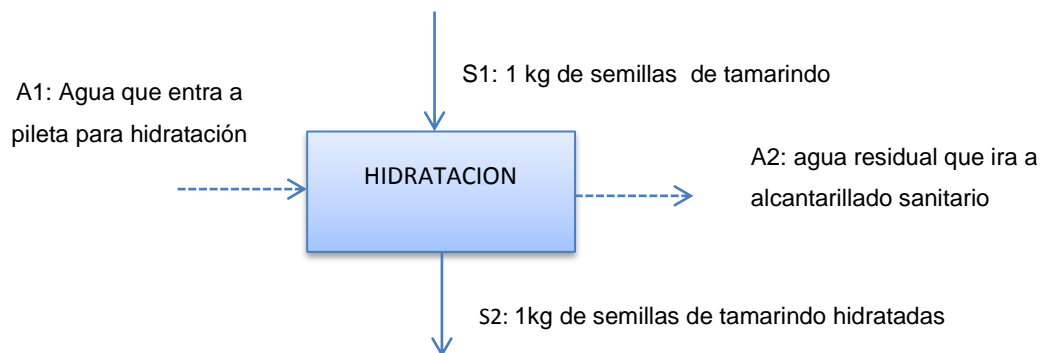 S1: 1 kg de semillas  de tamarindo
A1: Agua que entra a
pileta para hidratación
HIDRATACION
A2: agua residual que ira a
alcantarillado sanitario
S2: 1kg de semillas de tamarindo hidratadas